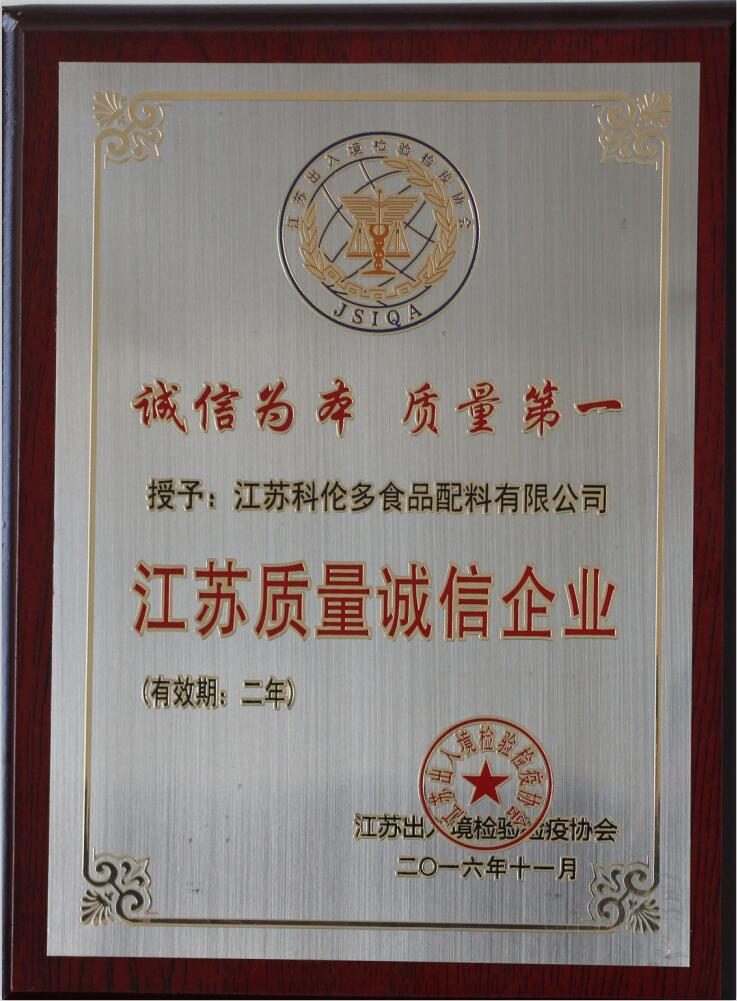 江苏出入境检验检疫协会
JSIQA
诚信为本 质量第一
授予：江苏科伦多食品配料有限公司
江苏质量诚信企业
(有效期：二年)
江苏出入境检验检疫协会
江苏出入境检验检疫协会
二〇一六年十一月